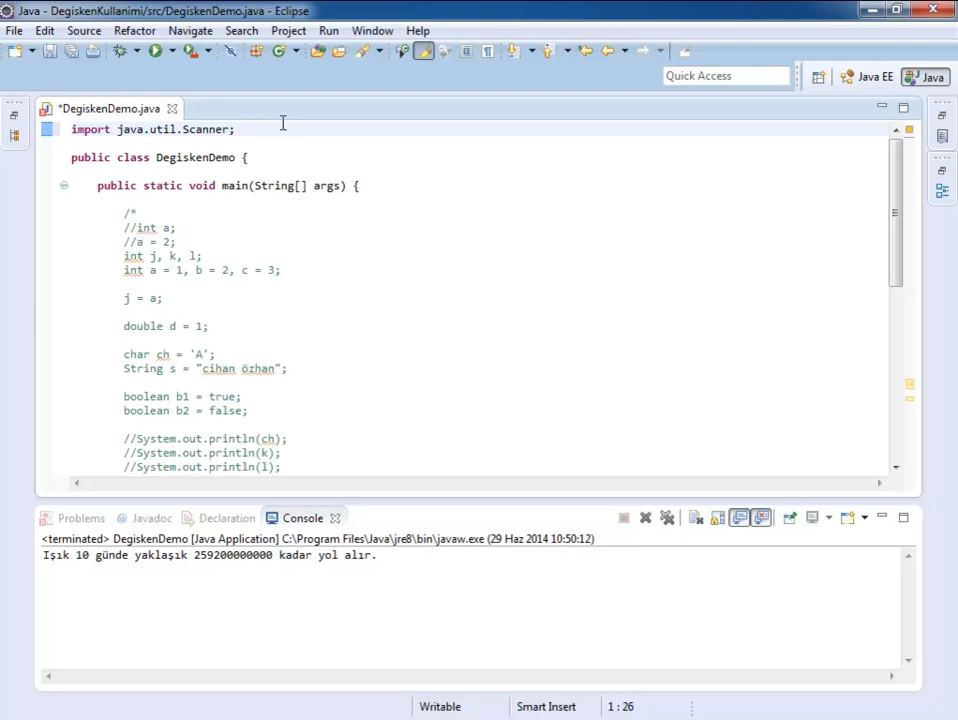 Java - DegiskenKullanimi/src/DegiskenDemo.java - Eclipse
File Edit Source Refactor Navigate Search Project Run Window Help
Quick Access
Java EE
Java
*DegiskenDemo.java
import java.util.Scanner;
public class DegiskenDemo {
public static void main(String[] args) {
/*
//int a;
//a = 2;
int j, k, l;
int a = 1, b = 2, c = 3;
j = a;
double d = 1;
char ch = 'A';
String s = "cihan özhan";
boolean b1 = true;
boolean b2 = false;
//System.out.println(ch);
//System.out.println(k);
//System.out.println(l);
Problems @ Javadoc Declaration Console
<terminated> DegiskenDemo [Java Application] C:\Program Files\Java\jre8\bin\javaw.exe (29 Haz 2014 10:50:12)
Işık 10 günde yaklaşık 259200000000 kadar yol alır.
Writable Smart Insert 1 : 26